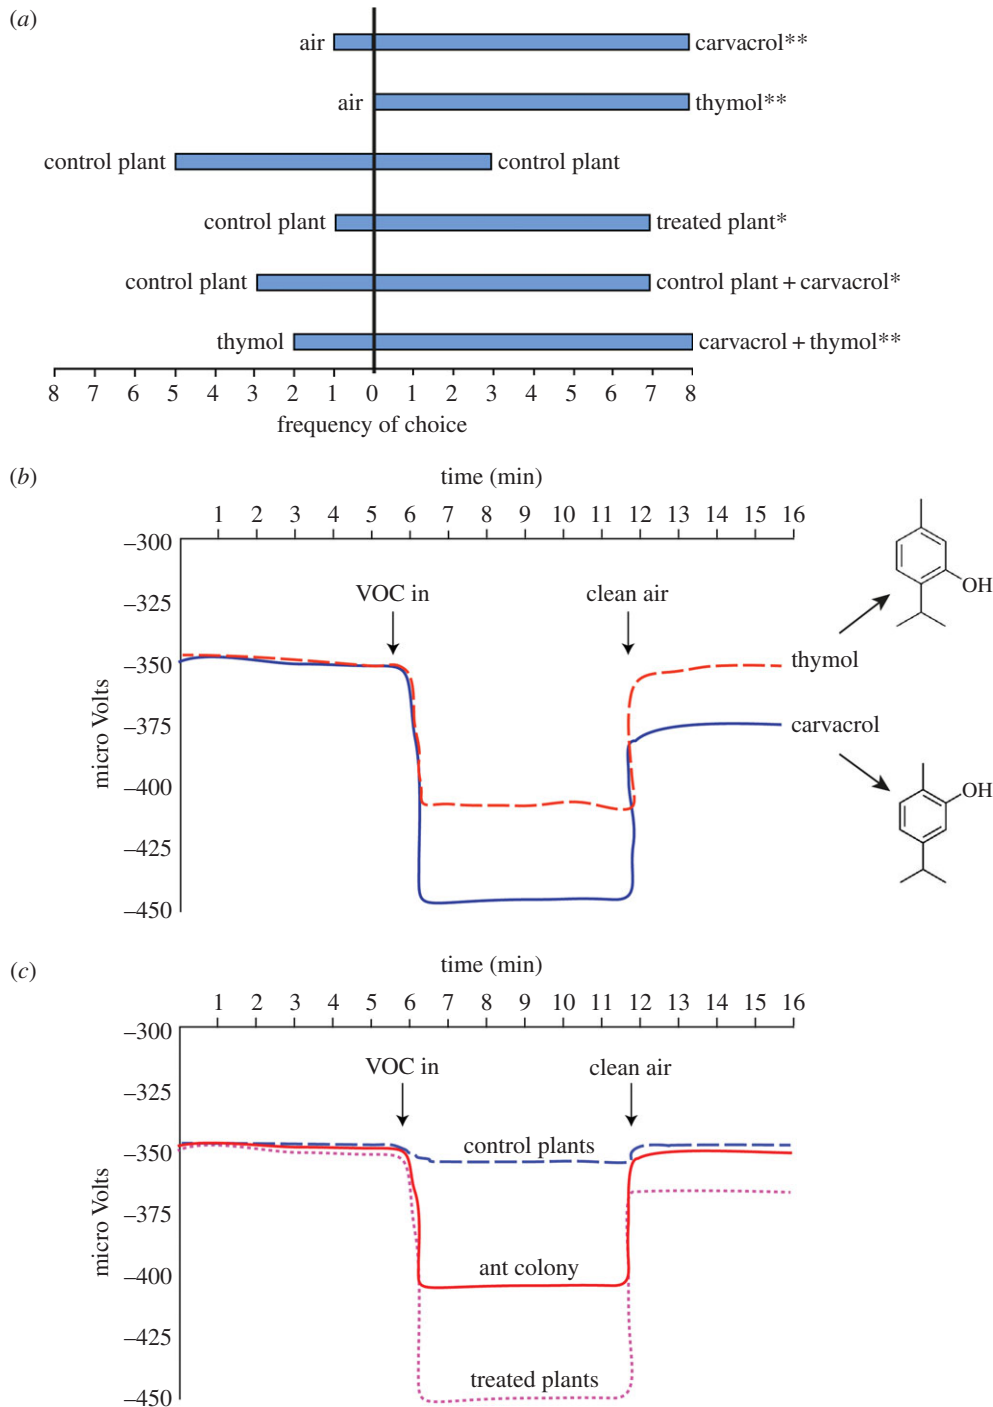 (a)
air carvacrol**
air thymol**
control plant control plant
control plant treated plant*
control plant control plant + carvacrol*
thymol carvacrol + thymol**
8 7 6 5 4 3 2 1 0 1 2 3 4 5 6 7 8
frequency of choice
(b)
time (min)
1 2 3 4 5 6 7 8 9 10 11 12 13 14 15 16
–300
–325
–350
–375
–400
–425
–450
micro Volts
VOC in
clean air
OH
thymol
carvacrol
OH
(c)
time (min)
1 2 3 4 5 6 7 8 9 10 11 12 13 14 15 16
–300
–325
–350
–375
–400
–425
–450
micro Volts
VOC in
clean air
control plants
ant colony
treated plants